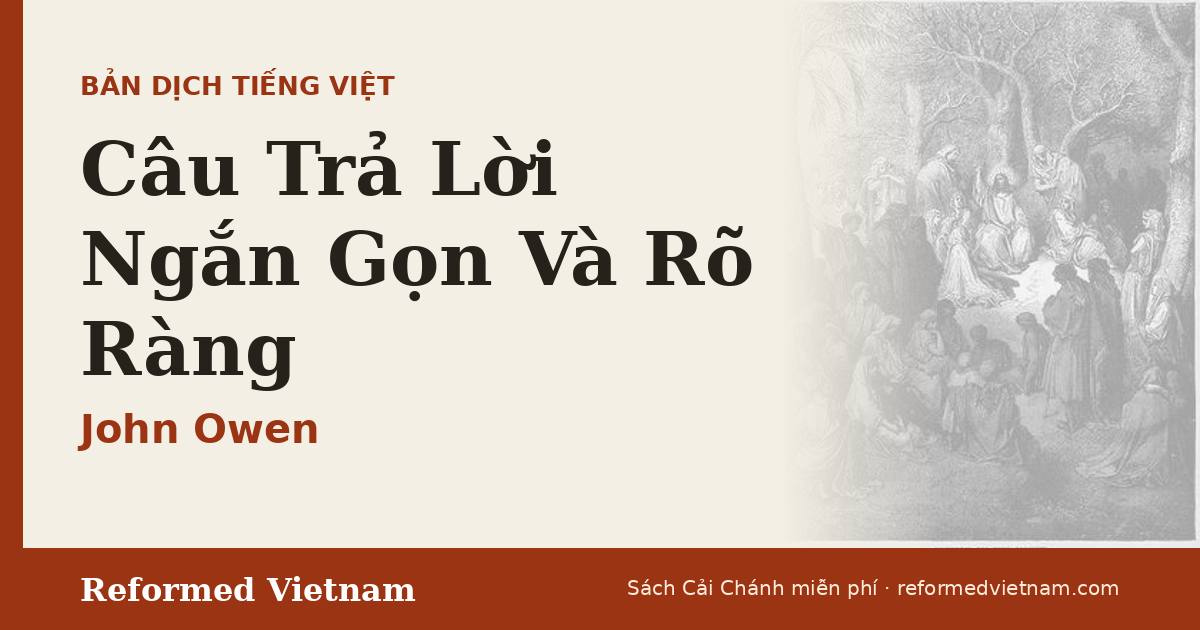 BẢN DỊCH TIẾNG VIỆT
Câu Trả Lời
Ngắn Gọn Và Rõ
Ràng
John Owen
Reformed Vietnam
Sách Cải Chánh miễn phí · reformedvietnam.com